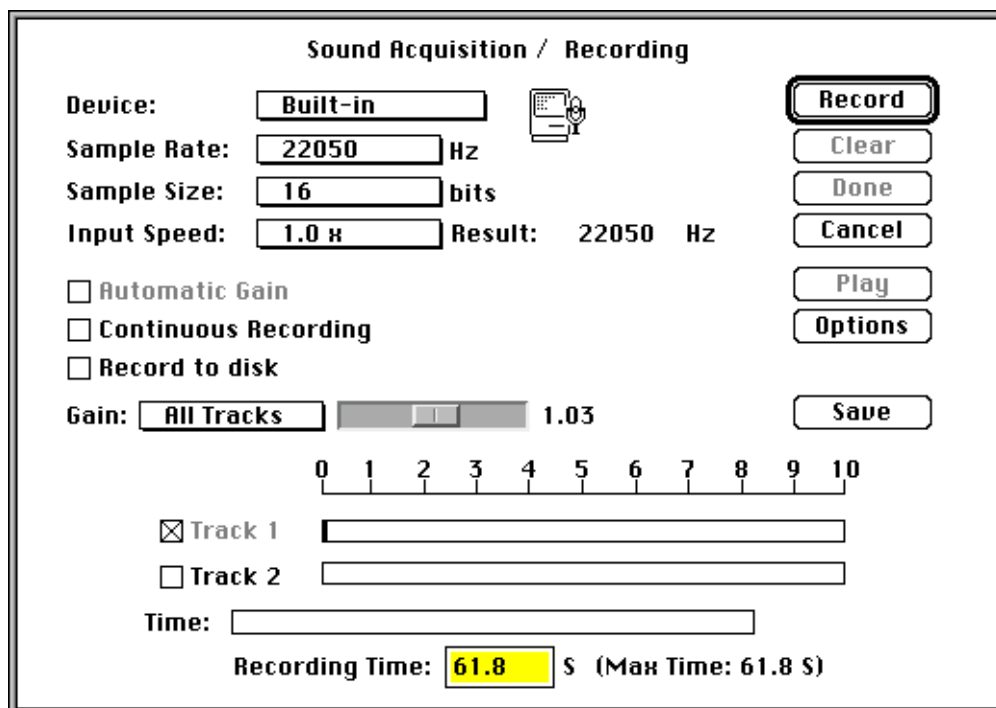 Sound Acquisition / Recording
Device: Built-in Record
Sample Rate: 22050 Hz Clear
Sample Size: 16 bits Done
Input Speed: 1.0 x Result: 22050 Hz Cancel
Automatic Gain Play
Continuous Recording Options
Record to disk
Gain: All Tracks 1.03 Save
0 1 2 3 4 5 6 7 8 9 10
Track 1
Track 2
Time:
Recording Time: 61.8 S (Max Time: 61.8 S)